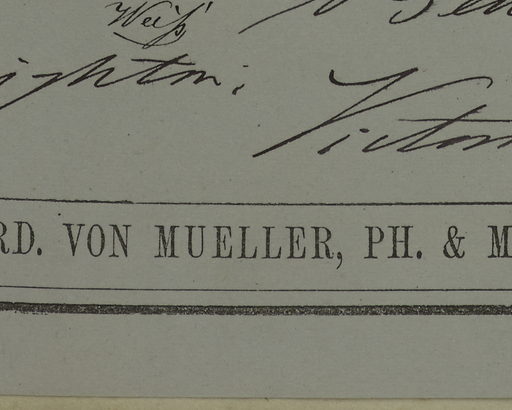 Weiß
ighton; Victor
RD. VON MUELLER, PH. & M